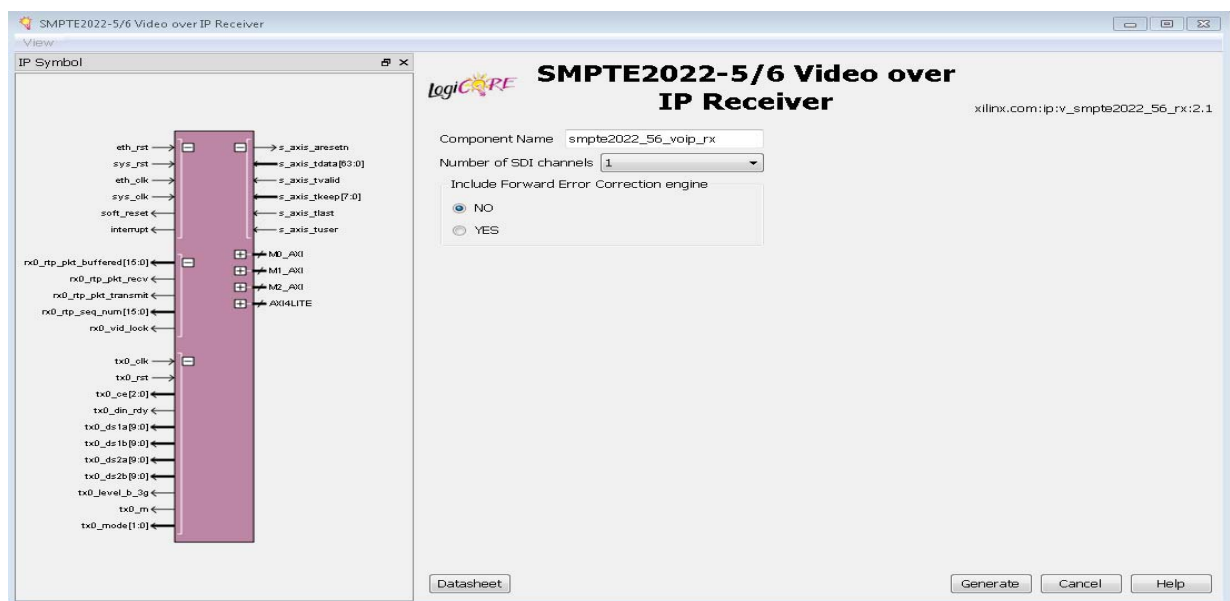 SMPTE2022-5/6 Video over IP Receiver
View
IP Symbol
eth_rst
sys_rst
eth_clk
sys_clk
soft_reset
interrupt
rx0_rtp_pkt_buffered[15:0]
rx0_rtp_pkt_recv
rx0_rtp_pkt_transmit
rx0_rtp_seq_num[15:0]
rx0_vid_lock
tx0_clk
tx0_rst
tx0_ce[2:0]
tx0_din_rdy
tx0_ds1a[9:0]
tx0_ds1b[9:0]
tx0_ds2a[9:0]
tx0_ds2b[9:0]
tx0_level_b_3g
tx0_m
tx0_mode[1:0]
s_axis_aresetn
s_axis_tdata[63:0]
s_axis_tvalid
s_axis_tkeep[7:0]
s_axis_tlast
s_axis_tuser
M0_AXI
M1_AXI
M2_AXI
AXI4LITE
LogiCORE
SMPTE2022-5/6 Video over
IP Receiver
xilinx.com:ip:v_smpte2022_56_rx:2.1
Component Name smpte2022_56_voip_rx
Number of SDI channels 1
Include Forward Error Correction engine
NO
YES
Datasheet
Generate Cancel Help